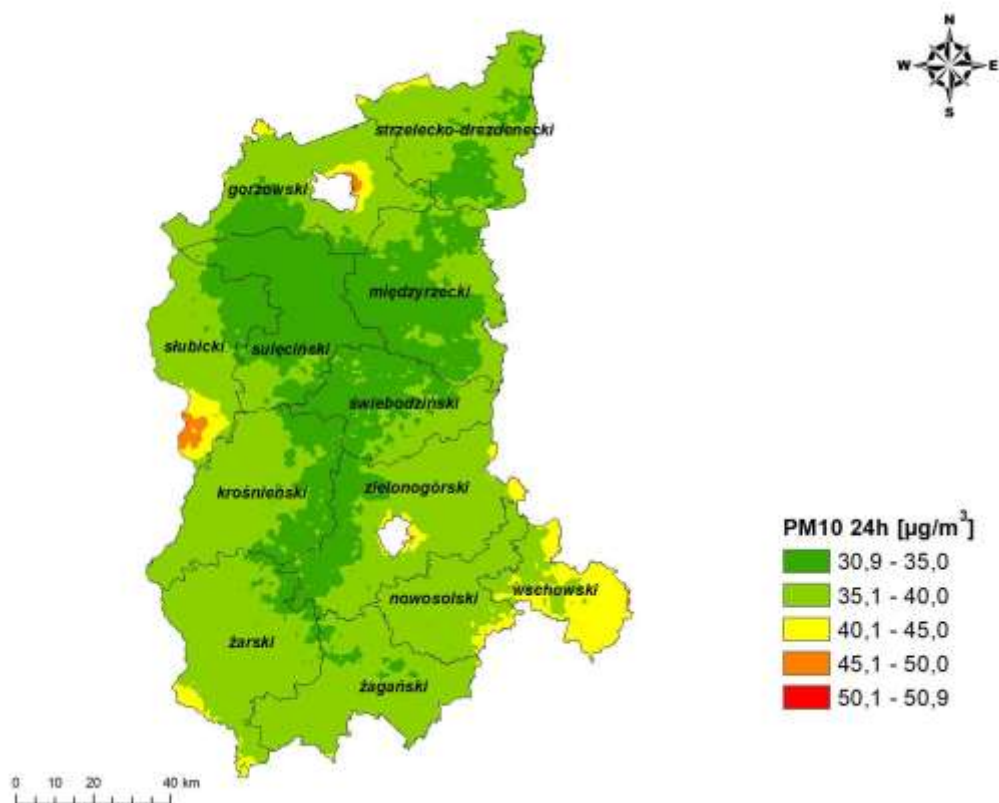 N
W E
S
strzelecko-drezdenecki
gorzowski
międzyrzecki
słubicki
sulęciński
świebodziński
krośnieński
zielonogórski
nowosolski
wschowski
żarski
żagański
PM10 24h [µg/m³]
30,9 - 35,0
35,1 - 40,0
40,1 - 45,0
45,1 - 50,0
50,1 - 50,9
0 10 20 40 km